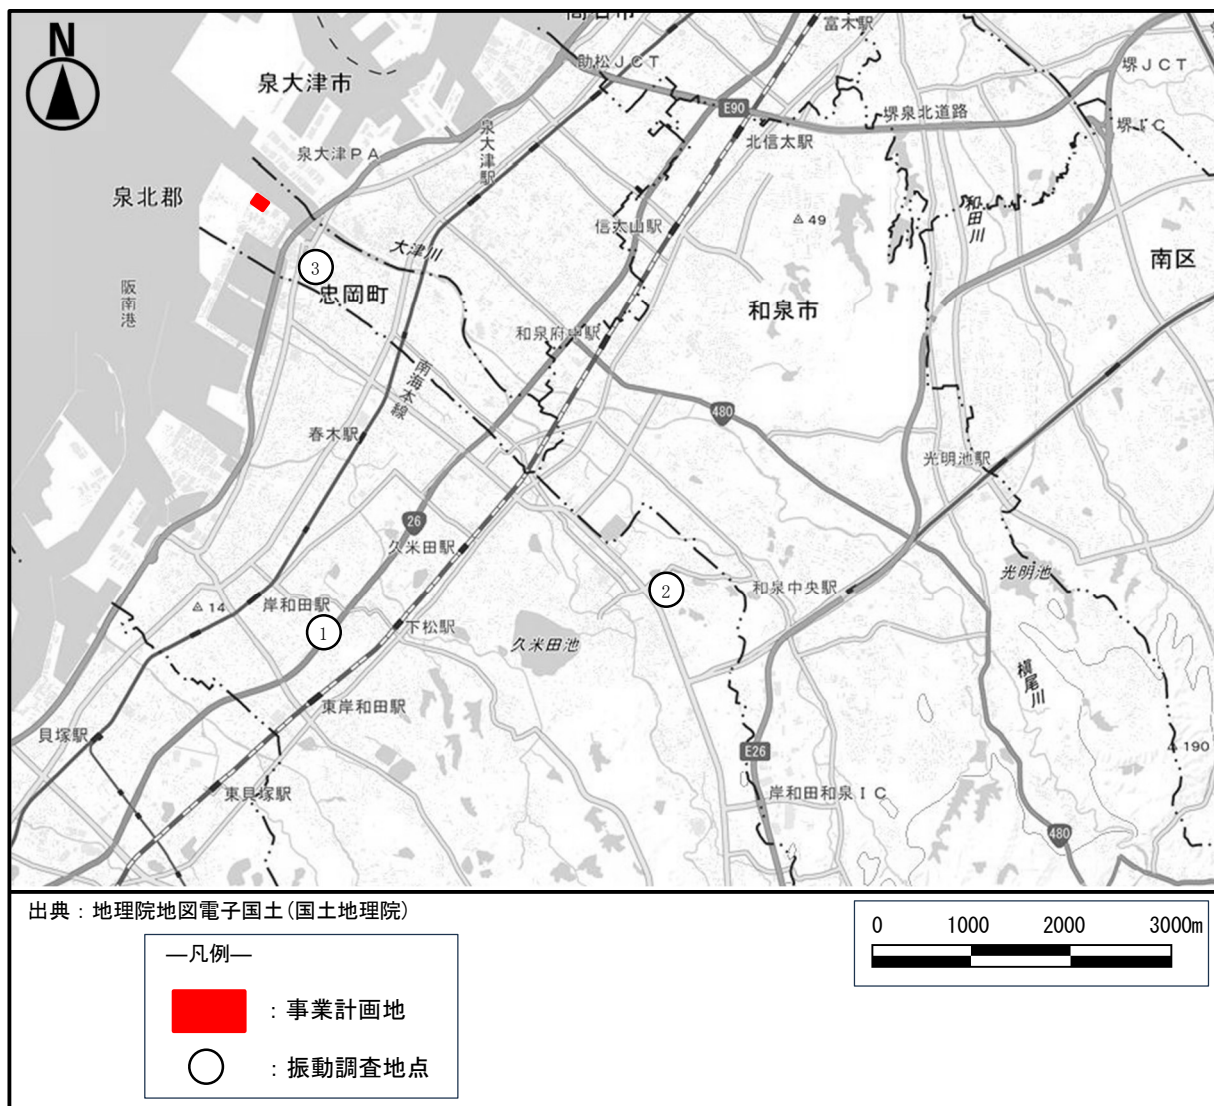 N
高石市
富木駅
泉大津市
助松JCT
堺JCT
E90
泉大津駅
堺泉北道路
堺IC
泉大津PA
北信太駅
泉北郡
和田川
信太山駅
49
大津川
南区
3
忠岡町
阪南港
和泉市
和泉府中駅
南海本線
480
春木駅
光明池駅
26
久米田駅
光明池
2
和泉中央駅
岸和田駅
14
1
下松駅
久米田池
槇尾川
東岸和田駅
貝塚駅
E26
190
東貝塚駅
岸和田和泉IC
480
出典：地理院地図電子国土(国土地理院)
0 1000 2000 3000m
―凡例―
：事業計画地
：振動調査地点